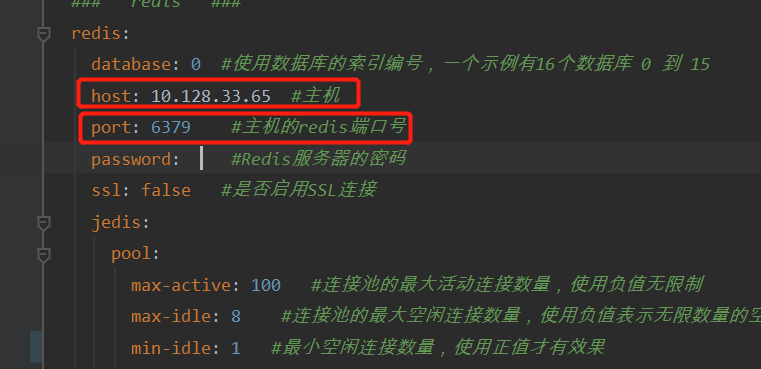 ### redis ###
redis:
database: 0 #使用数据库的索引编号，一个示例有16个数据库 0 到 15
host: 10.128.33.65 #主机
port: 6379 #主机的redis端口号
password: #Redis服务器的密码
ssl: false #是否启用SSL连接
jedis:
pool:
max-active: 100 #连接池的最大活动连接数量，使用负值无限制
max-idle: 8 #连接池的最大空闲连接数量，使用负值表示无限数量的空
min-idle: 1 #最小空闲连接数量，使用正值才有效果